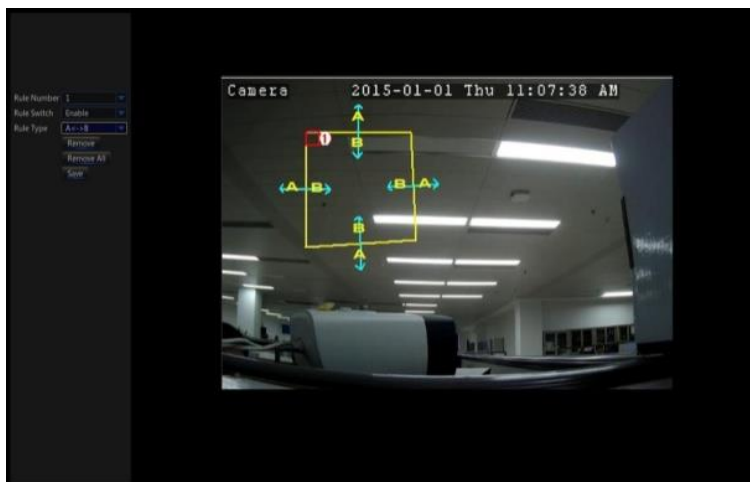 Camera 2015-01-01 Thu 11:07:38 AM
Rule Number 1
Rule Switch Enable
Rule Type A<->B
Remove
Remove All
Save
1
A
B
A B
B A
B
A